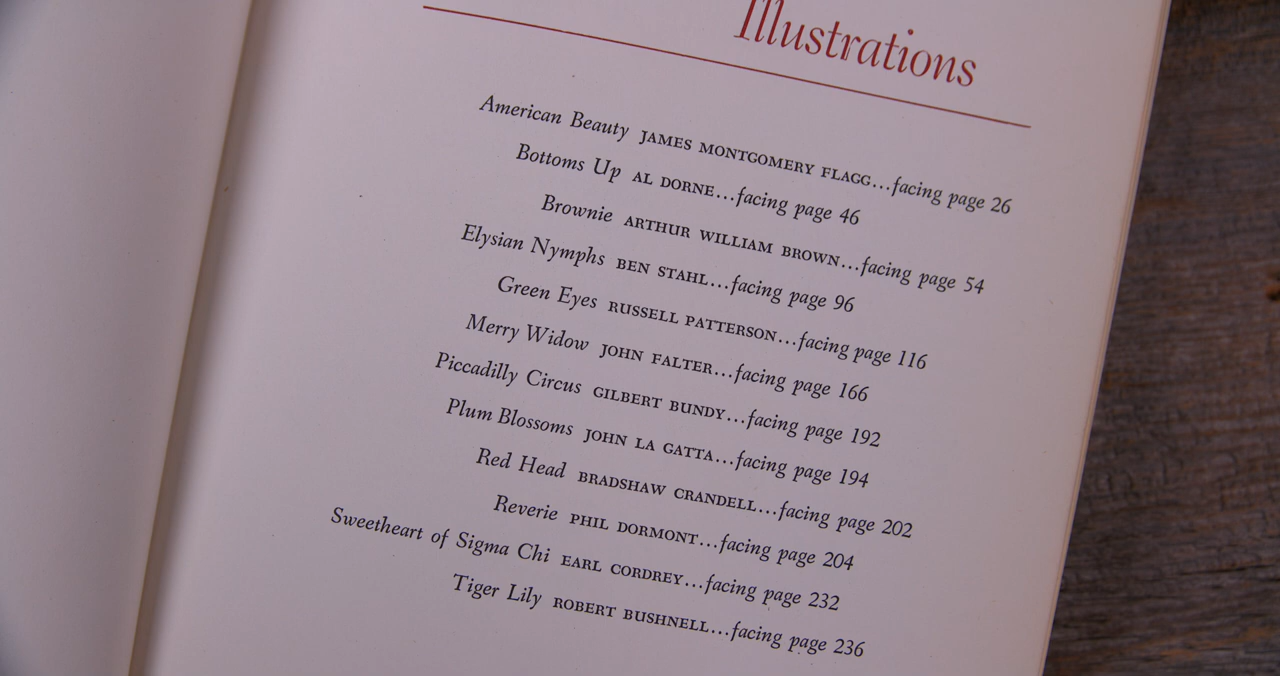 Illustrations
American Beauty JAMES MONTGOMERY FLAGG...facing page 26
Bottoms Up AL DORNE...facing page 46
Brownie ARTHUR WILLIAM BROWN...facing page 54
Elysian Nymphs BEN STAHL...facing page 96
Green Eyes RUSSELL PATTERSON...facing page 116
Merry Widow JOHN FALTER...facing page 166
Piccadilly Circus GILBERT BUNDY...facing page 192
Plum Blossoms JOHN LA GATTA...facing page 194
Red Head BRADSHAW CRANDELL...facing page 202
Reverie PHIL DORMONT...facing page 204
Sweetheart of Sigma Chi EARL CORDREY...facing page 232
Tiger Lily ROBERT BUSHNELL...facing page 236